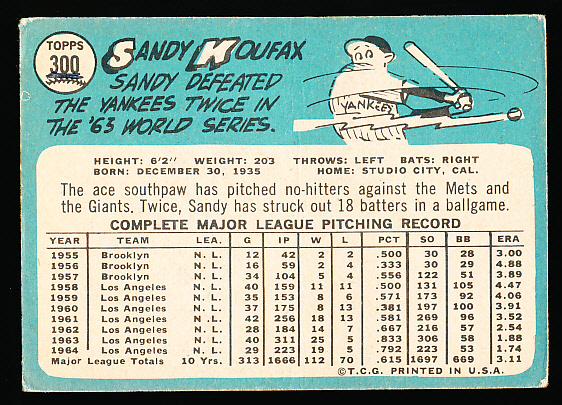 TOPPS
300
SANDY KOUFAX
SANDY DEFEATED
THE YANKEES TWICE IN
THE '63 WORLD SERIES.
YANKEES
HEIGHT: 6'2" WEIGHT: 203 THROWS: LEFT BATS: RIGHT
BORN: DECEMBER 30, 1935 HOME: STUDIO CITY, CAL.
The ace southpaw has pitched no-hitters against the Mets and
the Giants. Twice, Sandy has struck out 18 batters in a ballgame.
COMPLETE MAJOR LEAGUE PITCHING RECORD
YEAR TEAM LEA. G IP W L PCT SO BB ERA
1955 Brooklyn N. L. 12 42 2 2 .500 30 28 3.00
1956 Brooklyn N. L. 16 59 2 4 .333 30 29 4.88
1957 Brooklyn N. L. 34 104 5 4 .556 122 51 3.89
1958 Los Angeles N. L. 40 159 11 11 .500 131 105 4.47
1959 Los Angeles N. L. 35 153 8 6 .571 173 92 4.06
1960 Los Angeles N. L. 37 175 8 13 .381 197 100 3.91
1961 Los Angeles N. L. 42 256 18 13 .581 269 96 3.52
1962 Los Angeles N. L. 28 184 14 7 .667 216 57 2.54
1963 Los Angeles N. L. 40 311 25 5 .833 306 58 1.88
1964 Los Angeles N. L. 29 223 19 5 .792 223 53 1.74
Major League Totals 10 Yrs. 313 1666 112 70 .615 1697 669 3.11
©T.C.G. PRINTED IN U.S.A.